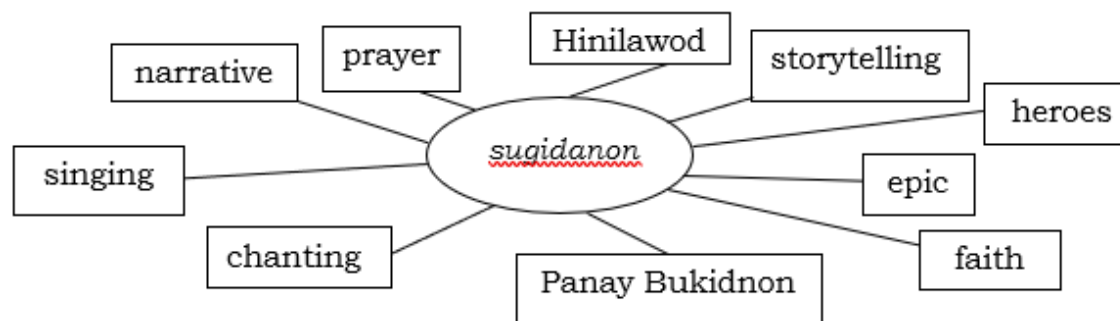 Hinilawod
prayer
storytelling
narrative
heroes
sugidanon
singing
epic
chanting
faith
Panay Bukidnon